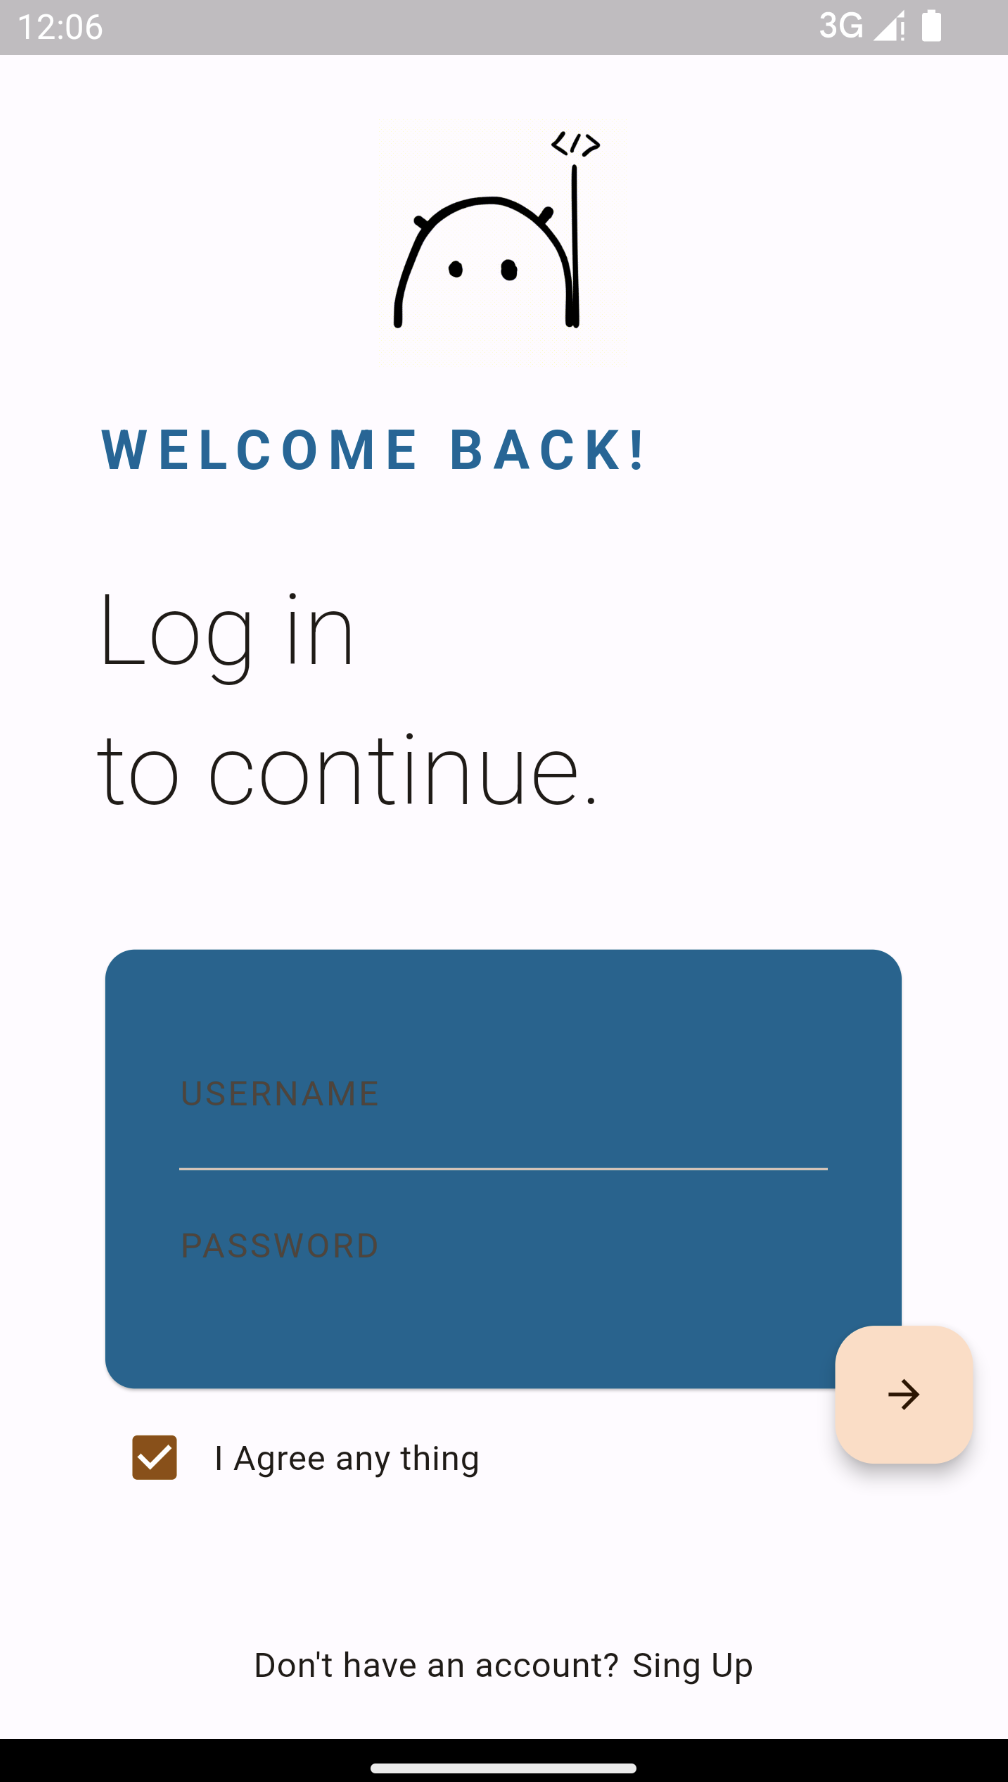 12:06 3G
</>
WELCOME BACK!
Log in
to continue.
USERNAME
PASSWORD
I Agree any thing
Don't have an account? Sing Up